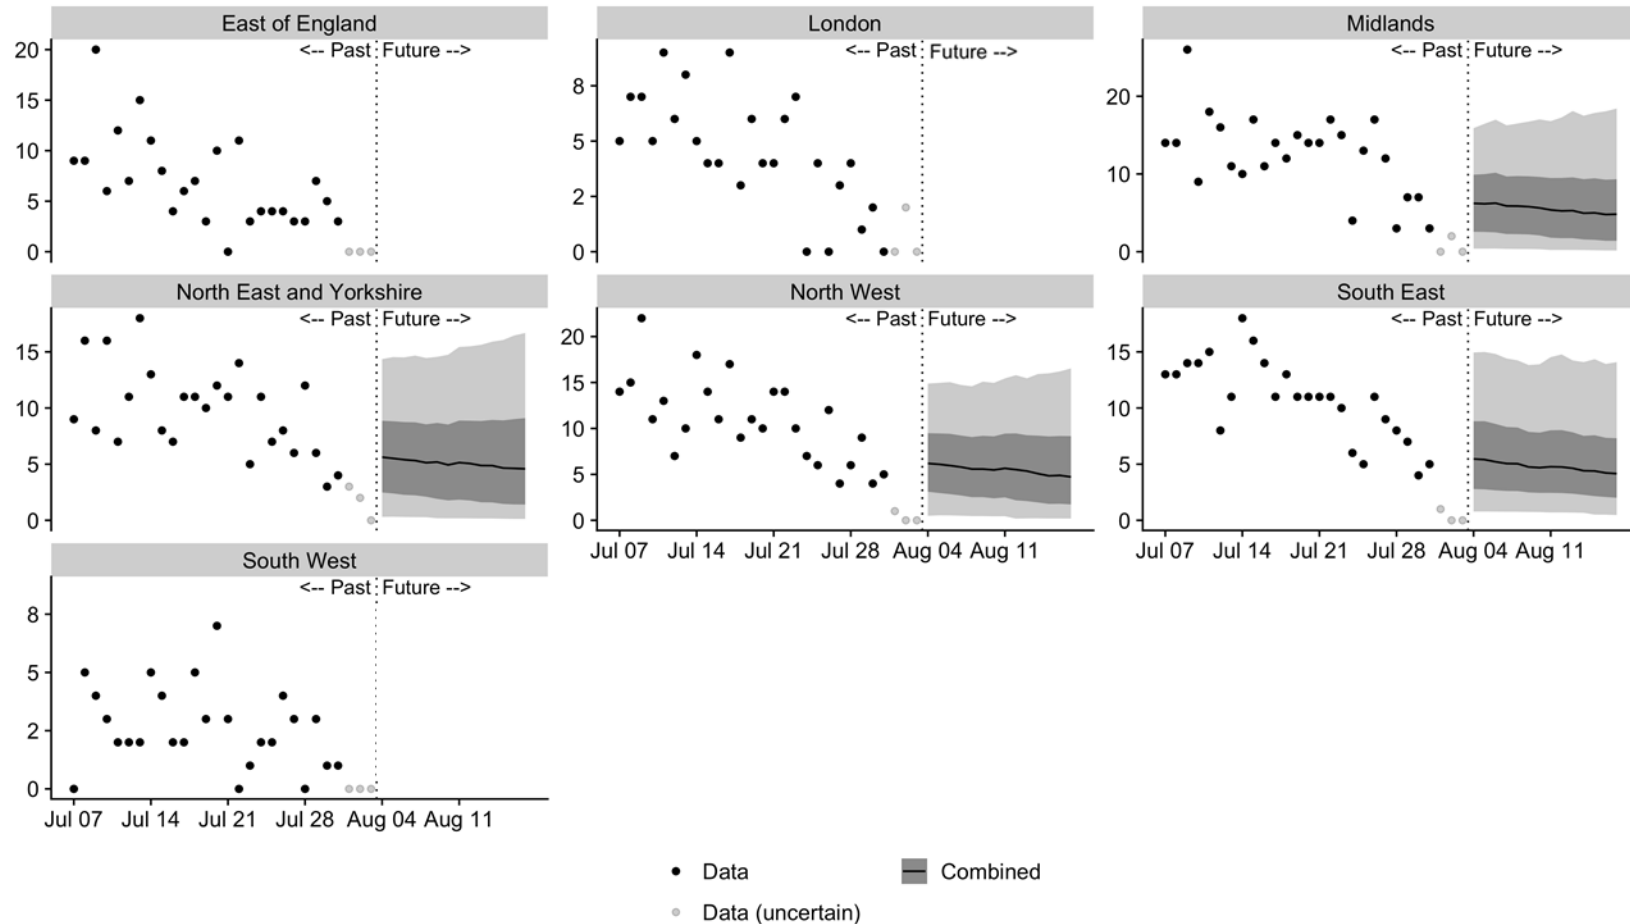 East of England
<-- Past Future -->
20
15
10
5
0
London
<-- Past Future -->
8
5
2
0
Midlands
<-- Past Future -->
20
10
0
North East and Yorkshire
<-- Past Future -->
15
10
5
0
North West
<-- Past Future -->
20
15
10
5
0
Jul 07 Jul 14 Jul 21 Jul 28 Aug 04 Aug 11
South East
<-- Past Future -->
15
10
5
0
Jul 07 Jul 14 Jul 21 Jul 28 Aug 04 Aug 11
South West
<-- Past Future -->
8
5
2
0
Jul 07 Jul 14 Jul 21 Jul 28 Aug 04 Aug 11
Data
Combined
Data (uncertain)